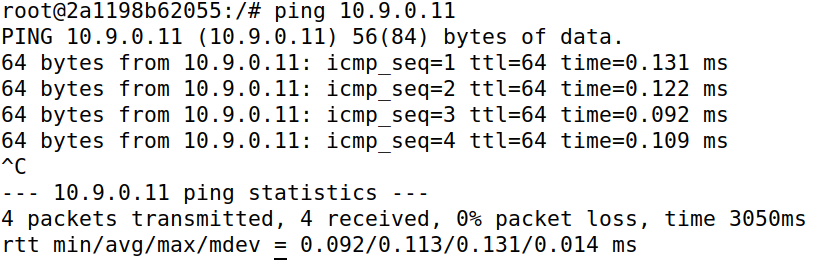 root@2a1198b62055:/# ping 10.9.0.11
PING 10.9.0.11 (10.9.0.11) 56(84) bytes of data.
64 bytes from 10.9.0.11: icmp_seq=1 ttl=64 time=0.131 ms
64 bytes from 10.9.0.11: icmp_seq=2 ttl=64 time=0.122 ms
64 bytes from 10.9.0.11: icmp_seq=3 ttl=64 time=0.092 ms
64 bytes from 10.9.0.11: icmp_seq=4 ttl=64 time=0.109 ms
^C
--- 10.9.0.11 ping statistics ---
4 packets transmitted, 4 received, 0% packet loss, time 3050ms
rtt min/avg/max/mdev = 0.092/0.113/0.131/0.014 ms